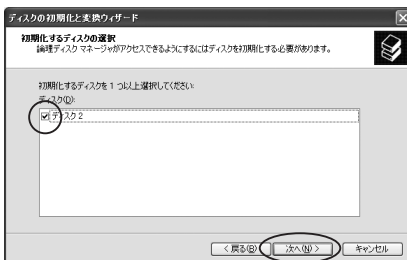 ディスクの初期化と変換ウィザード
初期化するディスクの選択
論理ディスク マネージャがアクセスできるようにするにはディスクを初期化する必要があります。
初期化するディスクを 1 つ以上選択してください:
ディスク(D):
ディスク 2
< 戻る(B)
次へ(N) >
キャンセル